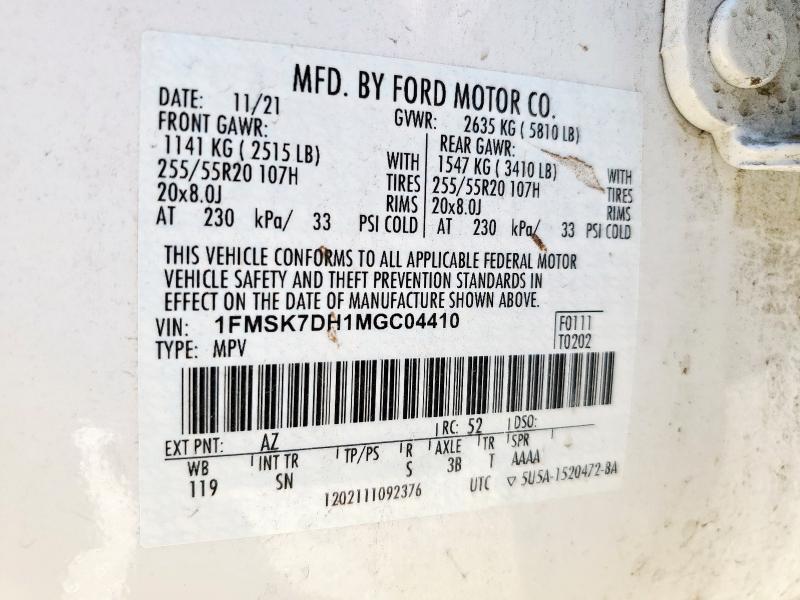 MFD. BY FORD MOTOR CO.
DATE: 11/21
GVWR: 2635 KG ( 5810 LB)
FRONT GAWR:
1141 KG ( 2515 LB)
WITH
255/55R20 107H
TIRES
20x8.0J
RIMS
AT 230 kPa/ 33 PSI COLD
REAR GAWR:
1547 KG ( 3410 LB)
WITH
255/55R20 107H
TIRES
20x8.0J
RIMS
AT 230 kPa/ 33 PSI COLD
THIS VEHICLE CONFORMS TO ALL APPLICABLE FEDERAL MOTOR
VEHICLE SAFETY AND THEFT PREVENTION STANDARDS IN
EFFECT ON THE DATE OF MANUFACTURE SHOWN ABOVE.
VIN: 1FMSK7DH1MGC04410
F0111
TYPE: MPV
T0202
EXT PNT: AZ
RC: 52
DSO:
WB
INT TR
TP/PS
R
AXLE
TR
SPR
119
SN
S
3B
T
AAAA
1202111092376
UTC
▽ 5U5A-1520472-BA